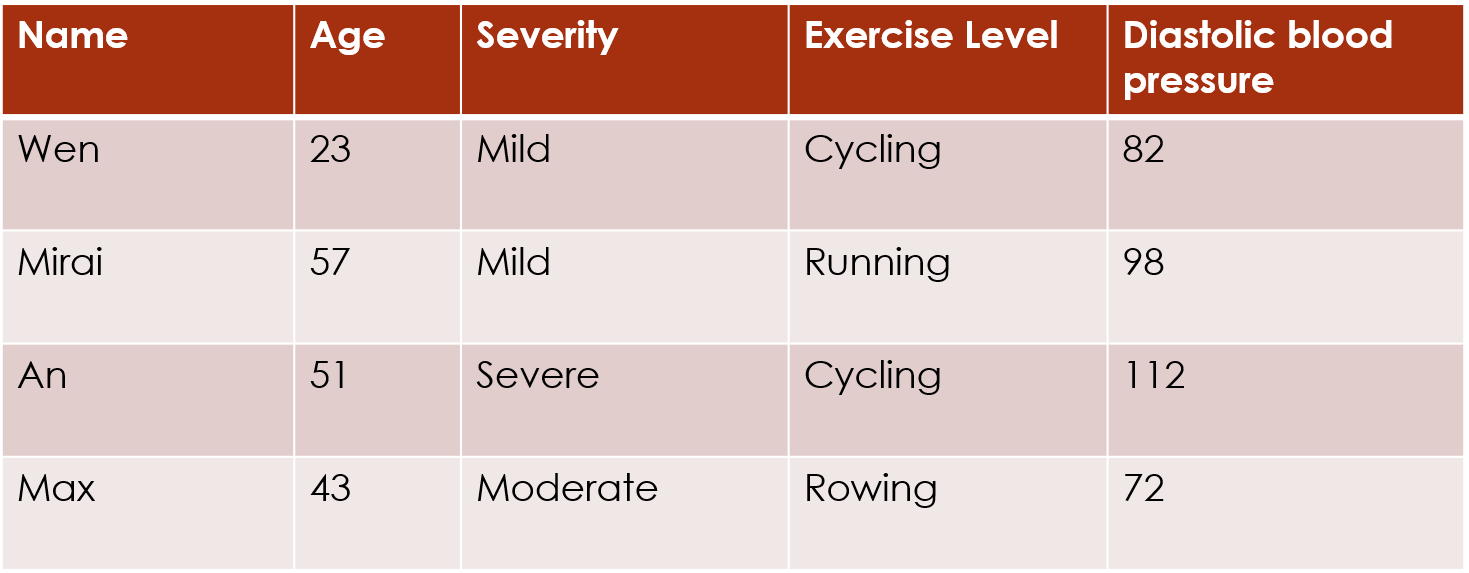 Name Age Severity Exercise Level Diastolic blood
pressure
Wen 23 Mild Cycling 82
Mirai 57 Mild Running 98
An 51 Severe Cycling 112
Max 43 Moderate Rowing 72